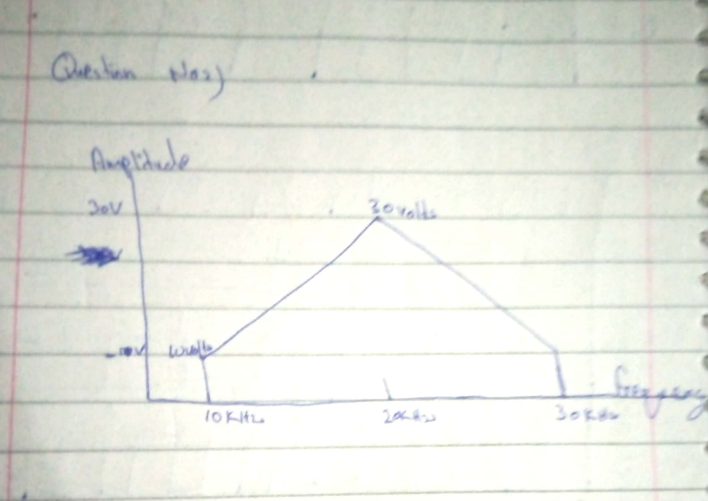 Question No2)
Amplitude
30V
30volts
10volts
10KHz
20KHz
30KHz
frequency